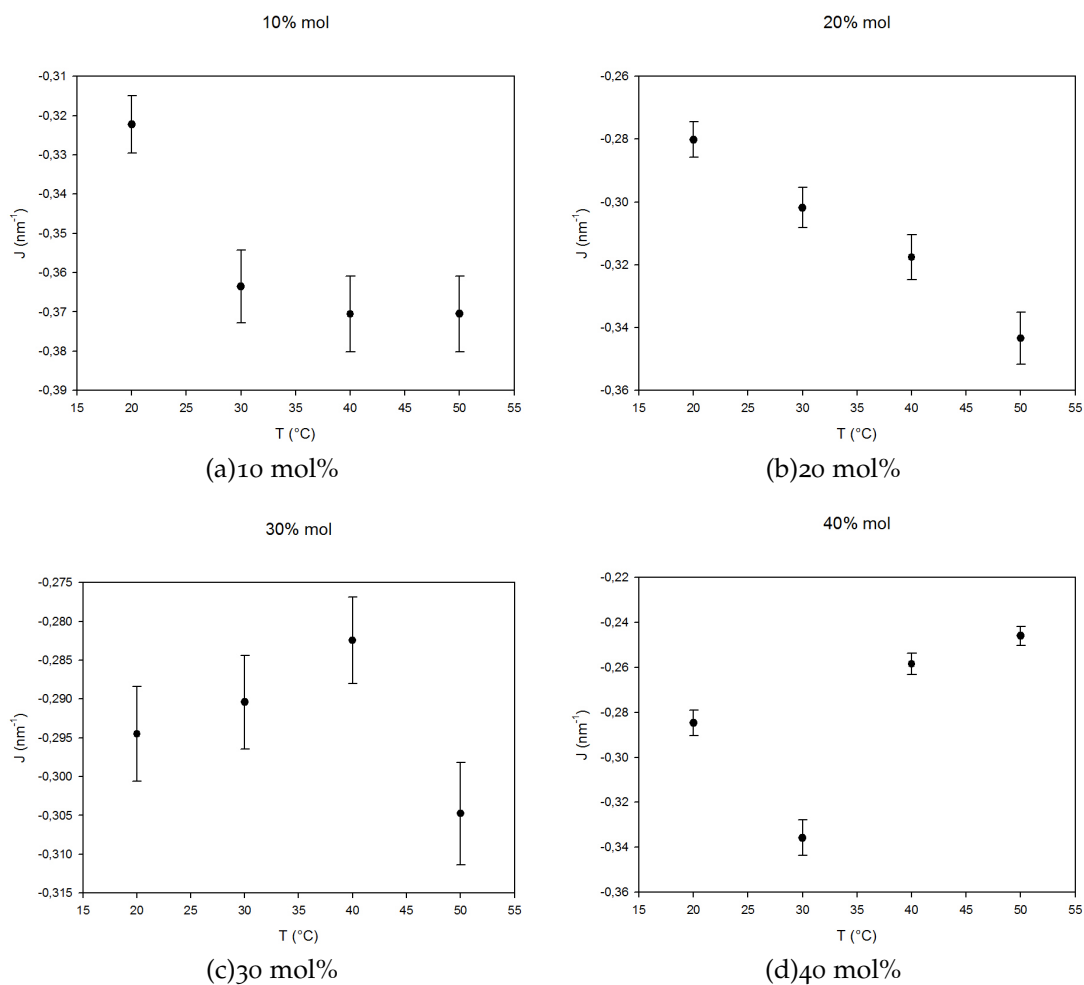 10% mol
-0,31
-0,32
-0,33
-0,34
-0,35
-0,36
-0,37
-0,38
-0,39
J (nm⁻¹)
15 20 25 30 35 40 45 50 55
T (°C)
(a)10 mol%
20% mol
-0,26
-0,28
-0,30
-0,32
-0,34
-0,36
J (nm⁻¹)
15 20 25 30 35 40 45 50 55
T (°C)
(b)20 mol%
30% mol
-0,275
-0,280
-0,285
-0,290
-0,295
-0,300
-0,305
-0,310
-0,315
J (nm⁻¹)
15 20 25 30 35 40 45 50 55
T (°C)
(c)30 mol%
40% mol
-0,22
-0,24
-0,26
-0,28
-0,30
-0,32
-0,34
-0,36
J (nm⁻¹)
15 20 25 30 35 40 45 50 55
T (°C)
(d)40 mol%